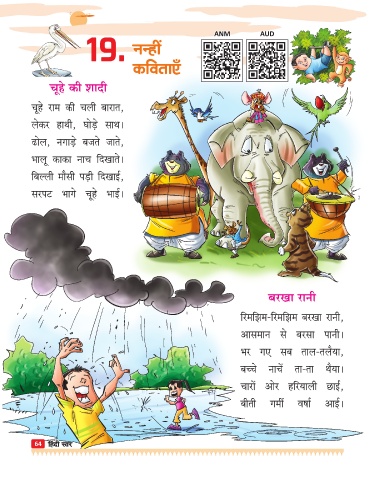 19. नन्हीं
कविताएँ
ANM
AUD
चूहे की शादी
चूहे राम की चली बारात,
लेकर हाथी, घोड़े साथ।
ढोल, नगाड़े बजते जाते,
भालू काका नाच दिखाते।
बिल्ली मौसी पड़ी दिखाई,
सरपट भागे चूहे भाई।
बरखा रानी
रिमझिम-रिमझिम बरखा रानी,
आसमान से बरसा पानी।
भर गए सब ताल-तलैया,
बच्चे नाचें ता-ता थैया।
चारों ओर हरियाली छाई,
बीती गर्मी वर्षा आई।
64 हिंदी स्वर